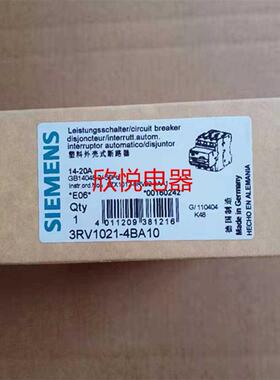 SIEMENS
Leistungsschalter/circuit breaker
disjoncteur/interrutt.autom.
interruptor automatico/disjuntor
塑料外壳式断路器
14-20A
GB14048.2
*E06*
*00160242*
欣悦电器
Qty
1
4 011209 381216
G/ 110404
K48
3RV1021-4BA10
德国制造
Made in Germany
HECHO EN ALEMANIA